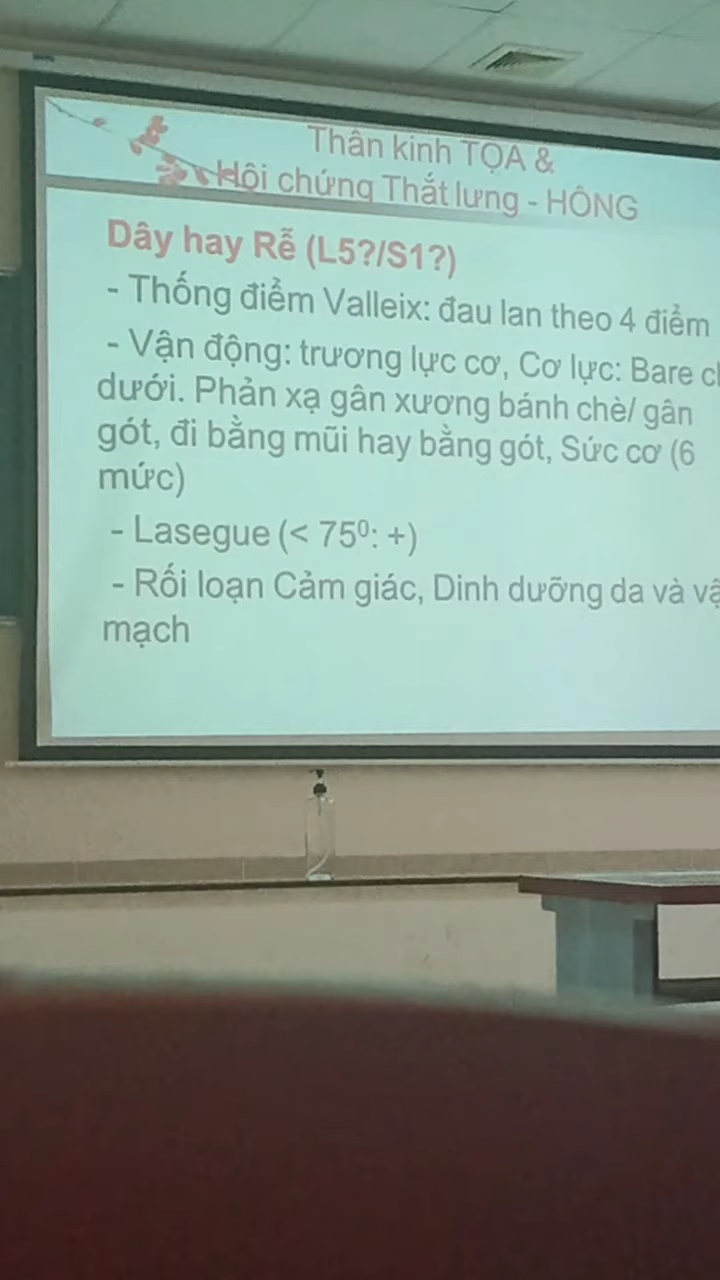 Thần kinh TỌA &
Hội chứng Thắt lưng - HÔNG
Dây hay Rễ (L5?/S1?)
- Thống điểm Valleix: đau lan theo 4 điểm
- Vận động: trương lực cơ, Cơ lực: Bare
dưới. Phản xạ gân xương bánh chè/ gân
gót, đi bằng mũi hay bằng gót, Sức cơ (6
mức)
- Lasegue (< 75⁰: +)
- Rối loạn Cảm giác, Dinh dưỡng da và
mạch